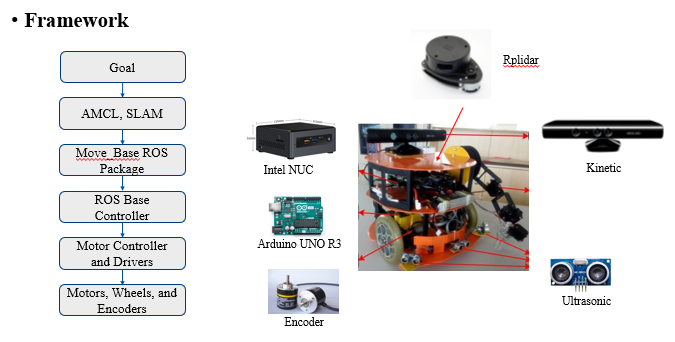 • Framework
Goal
AMCL, SLAM
Move_Base ROS
Package
ROS Base
Controller
Motor Controller
and Drivers
Motors, Wheels, and
Encoders
Rplidar
Intel NUC
Kinetic
Arduino UNO R3
Encoder
Ultrasonic